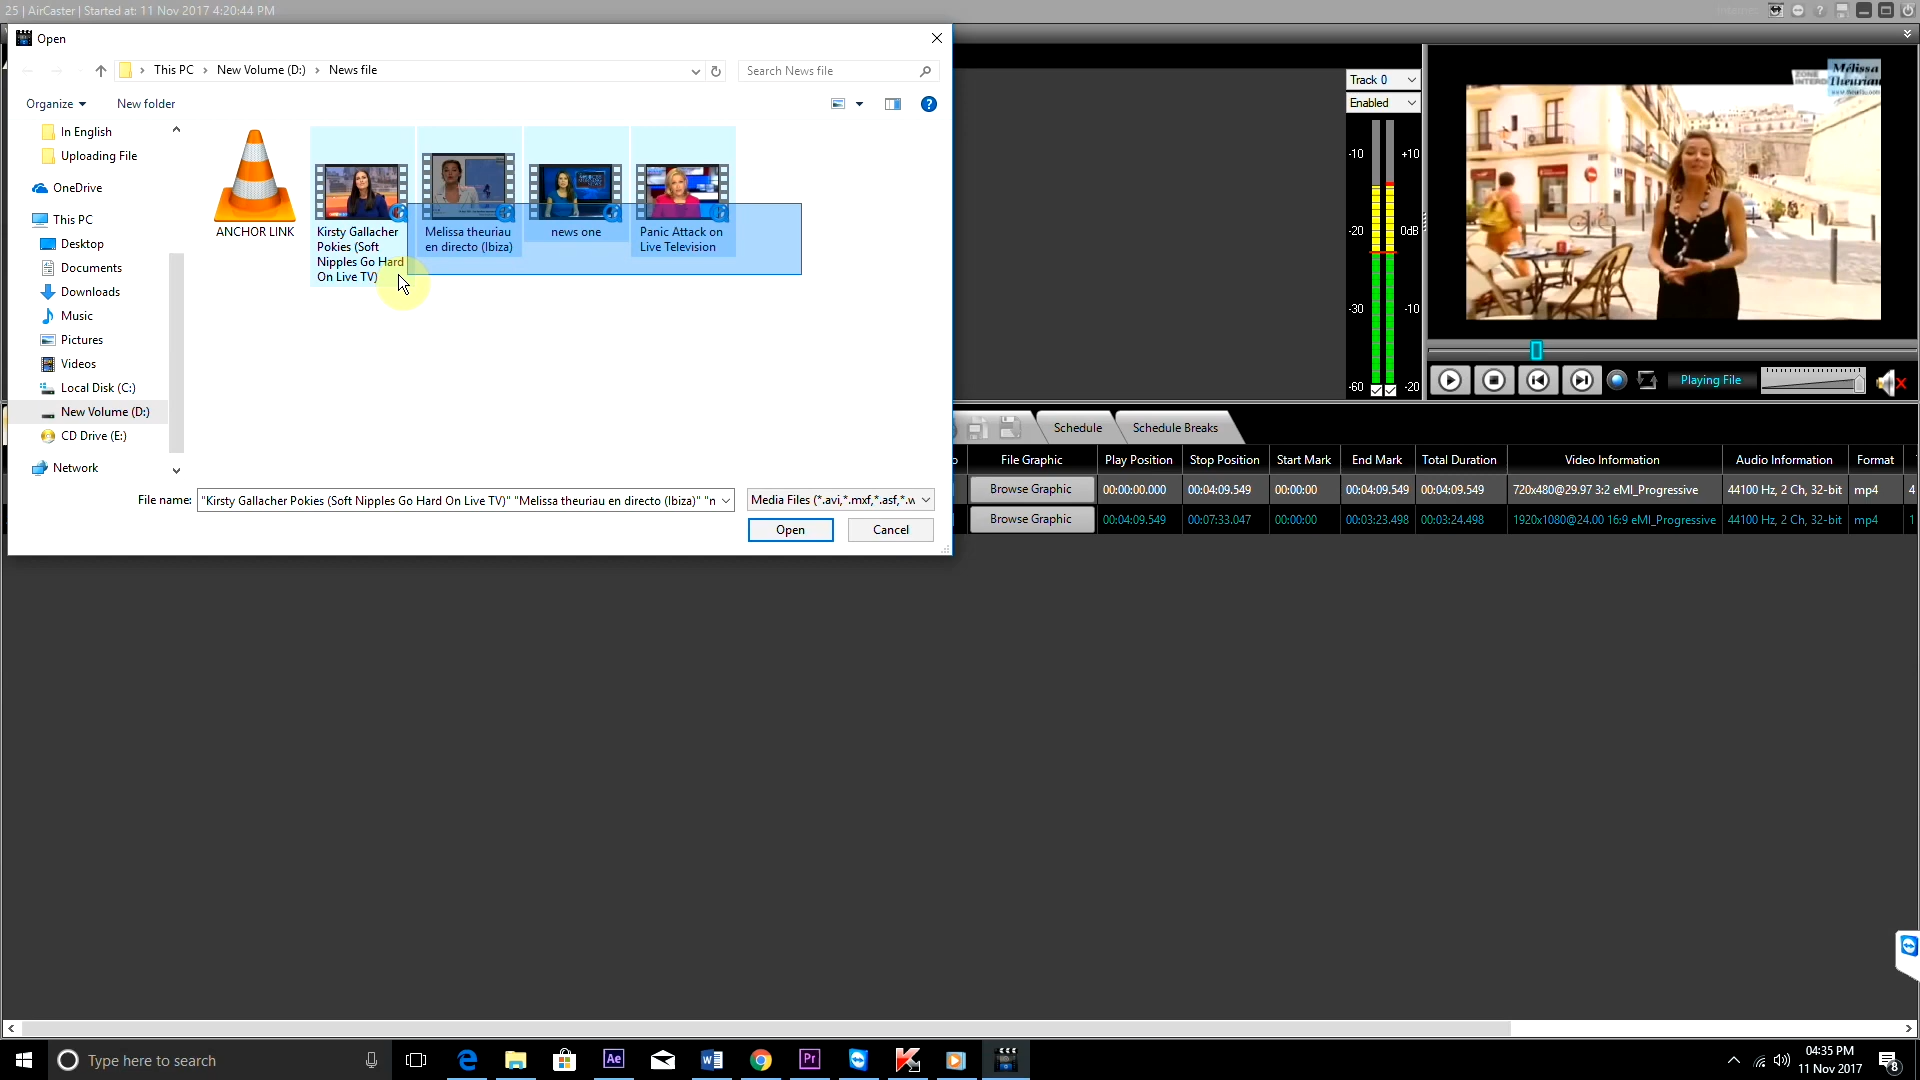 25 | AirCaster | Started at: 11 Nov 2017 4:20:44 PM
Open
This PC > New Volume (D:) > News file
Search News file
Organize
New folder
In English
Uploading File
OneDrive
This PC
Desktop
Documents
Downloads
Music
Pictures
Videos
Local Disk (C:)
New Volume (D:)
CD Drive (E:)
Network
ANCHOR LINK
Kirsty Gallacher
Pokies (Soft
Nipples Go Hard
On Live TV)
Melissa theuriau
en directo (Ibiza)
news one
Panic Attack on
Live Television
File name: "Kirsty Gallacher Pokies (Soft Nipples Go Hard On Live TV)" "Melissa theuriau en directo (Ibiza)" "n
Media Files (*.avi,*.mxf,*.asf,*.w
Open
Cancel
Track 0
Enabled
-10 +10
-20 0dB
-30 -10
-60 -20
ZONE
INTERD
Mélissa
Theuriau
Playing File
Schedule
Schedule Breaks
File Graphic Play Position Stop Position Start Mark End Mark Total Duration Video Information Audio Information Format
Browse Graphic 00:00:00.000 00:04:09.549 00:00:00 00:04:09.549 00:04:09.549 720x480@29.97 3:2 eMI_Progressive 44100 Hz, 2 Ch, 32-bit mp4 4
Browse Graphic 00:04:09.549 00:07:33.047 00:00:00 00:03:23.498 00:03:24.498 1920x1080@24.00 16:9 eMI_Progressive 44100 Hz, 2 Ch, 32-bit mp4 1
Type here to search
Ae
Pr
04:35 PM
11 Nov 2017
8